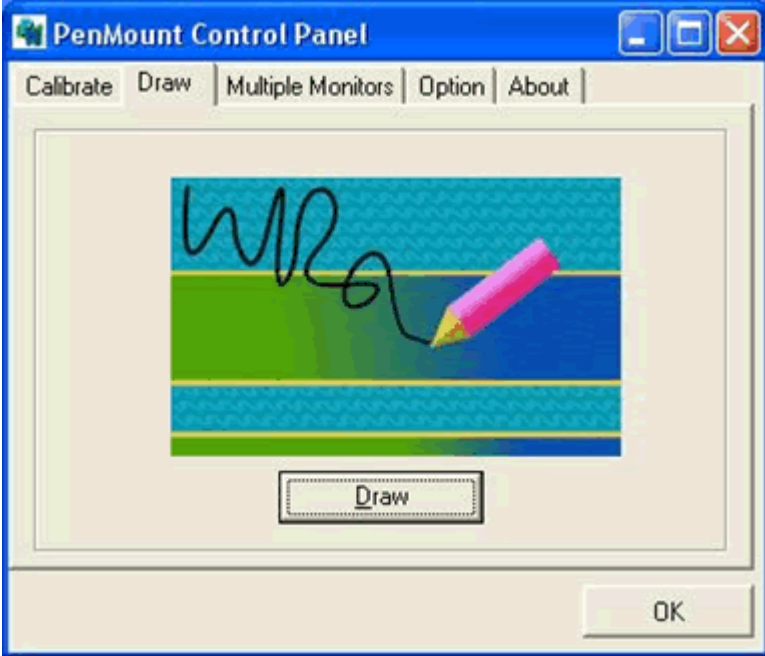 PenMount Control Panel
Calibrate Draw Multiple Monitors Option About
Draw
OK